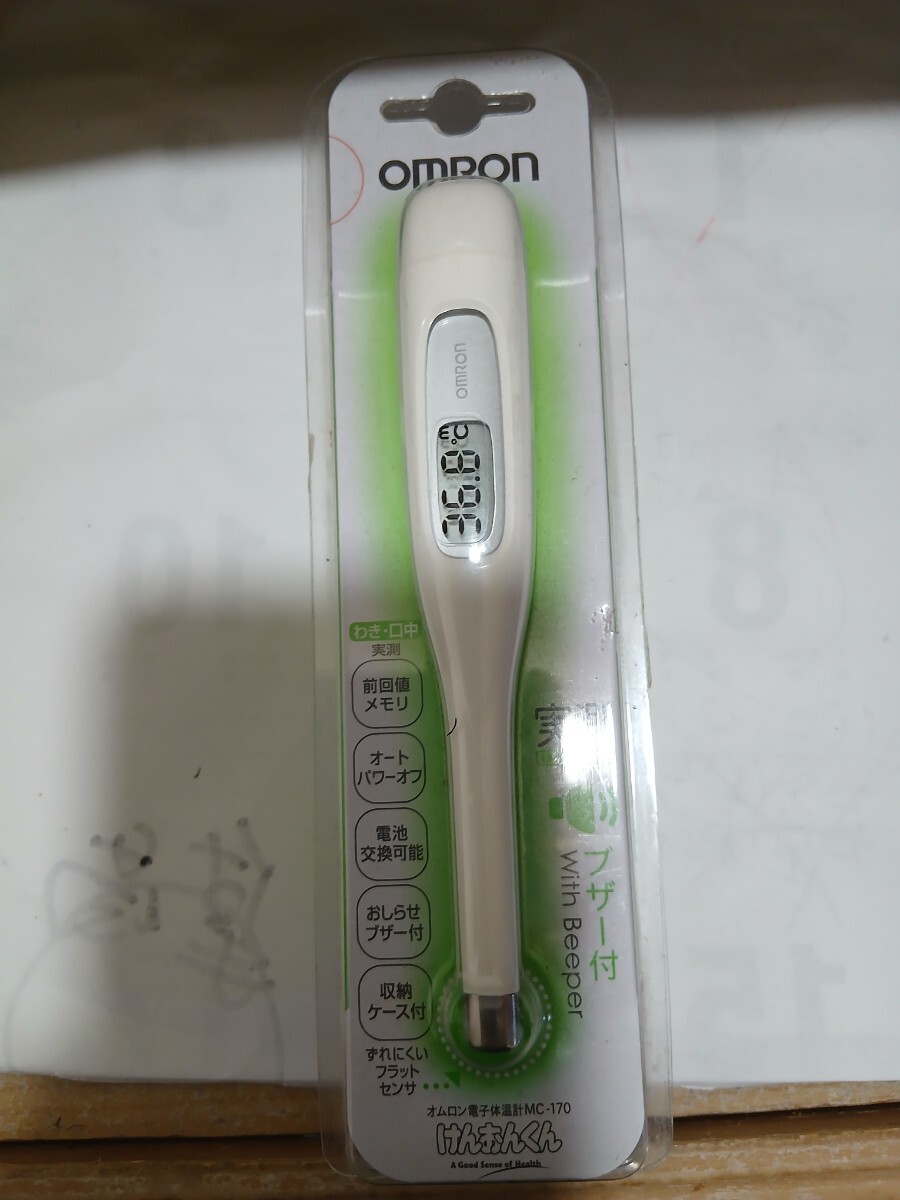 OMRON
OMRON
36.8℃
m
わき・口中
実測
前回値
メモリ
オート
パワーオフ
電池
交換可能
おしらせ
ブザー付
収納
ケース付
ずれにくい
フラット
センサ
ブザー付
With Beeper
オムロン電子体温計MC-170
けんおんくん
A Good Sense of Health
10
8
15